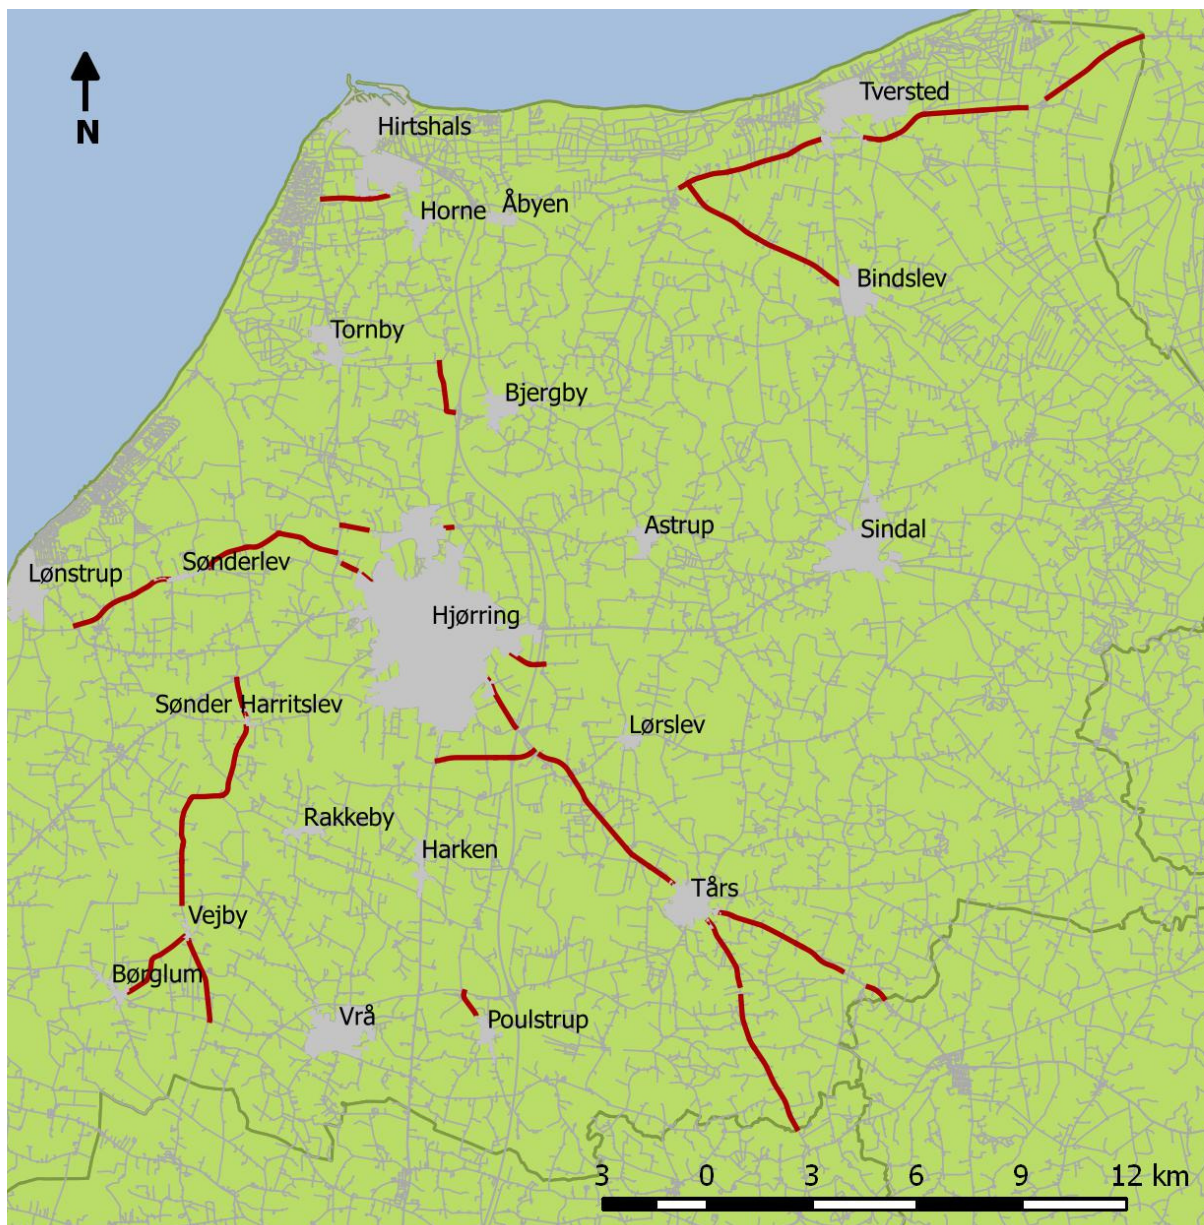 Tversted
Hirtshals
N
Horne
Åbyen
Bindslev
Tornby
Bjergby
Astrup
Sindal
Sønderlev
Lønstrup
Hjørring
Sønder Harritslev
Lørslev
Rakkeby
Harken
Tårs
Vejby
Børglum
Vrå
Poulstrup
3 0 3 6 9 12 km